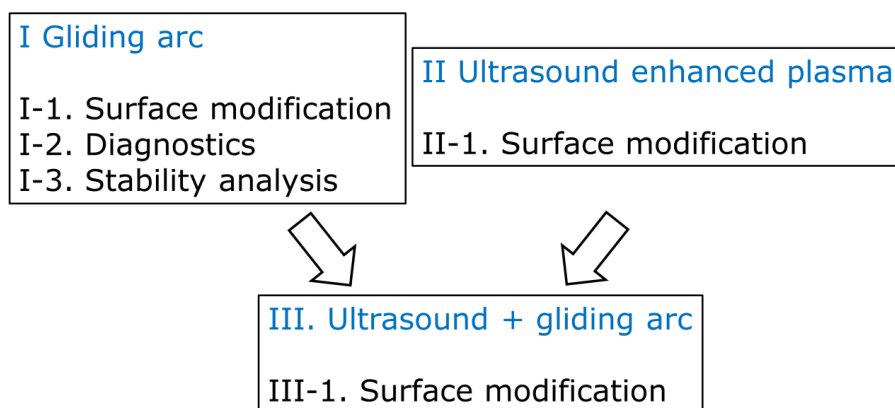 I Gliding arc
I-1. Surface modification
I-2. Diagnostics
I-3. Stability analysis
II Ultrasound enhanced plasma
II-1. Surface modification
III. Ultrasound + gliding arc
III-1. Surface modification